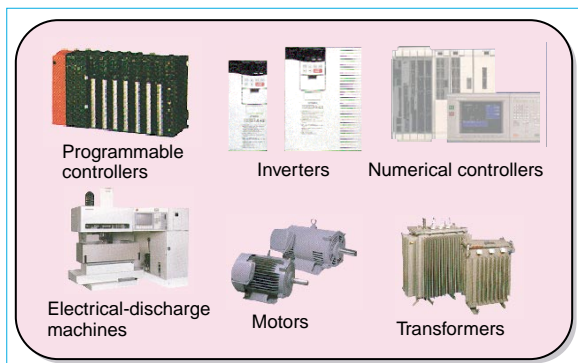 Programmable
controllers
Inverters
Numerical controllers
Electrical-discharge
machines
Motors
Transformers